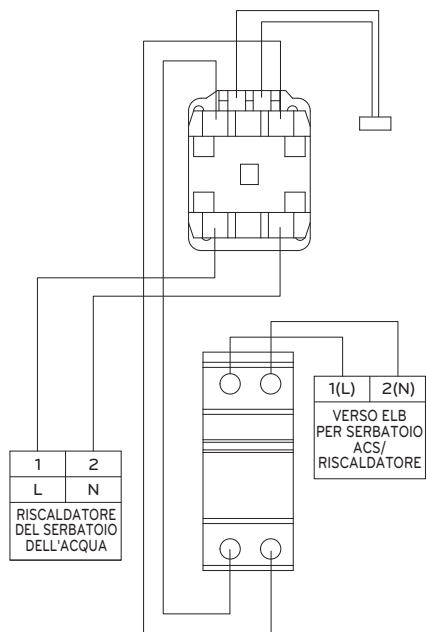 1(L) 2(N)
VERSO ELB
PER SERBATOIO
ACS/
RISCALDATORE
1 2
L N
RISCALDATORE
DEL SERBATOIO
DELL'ACQUA